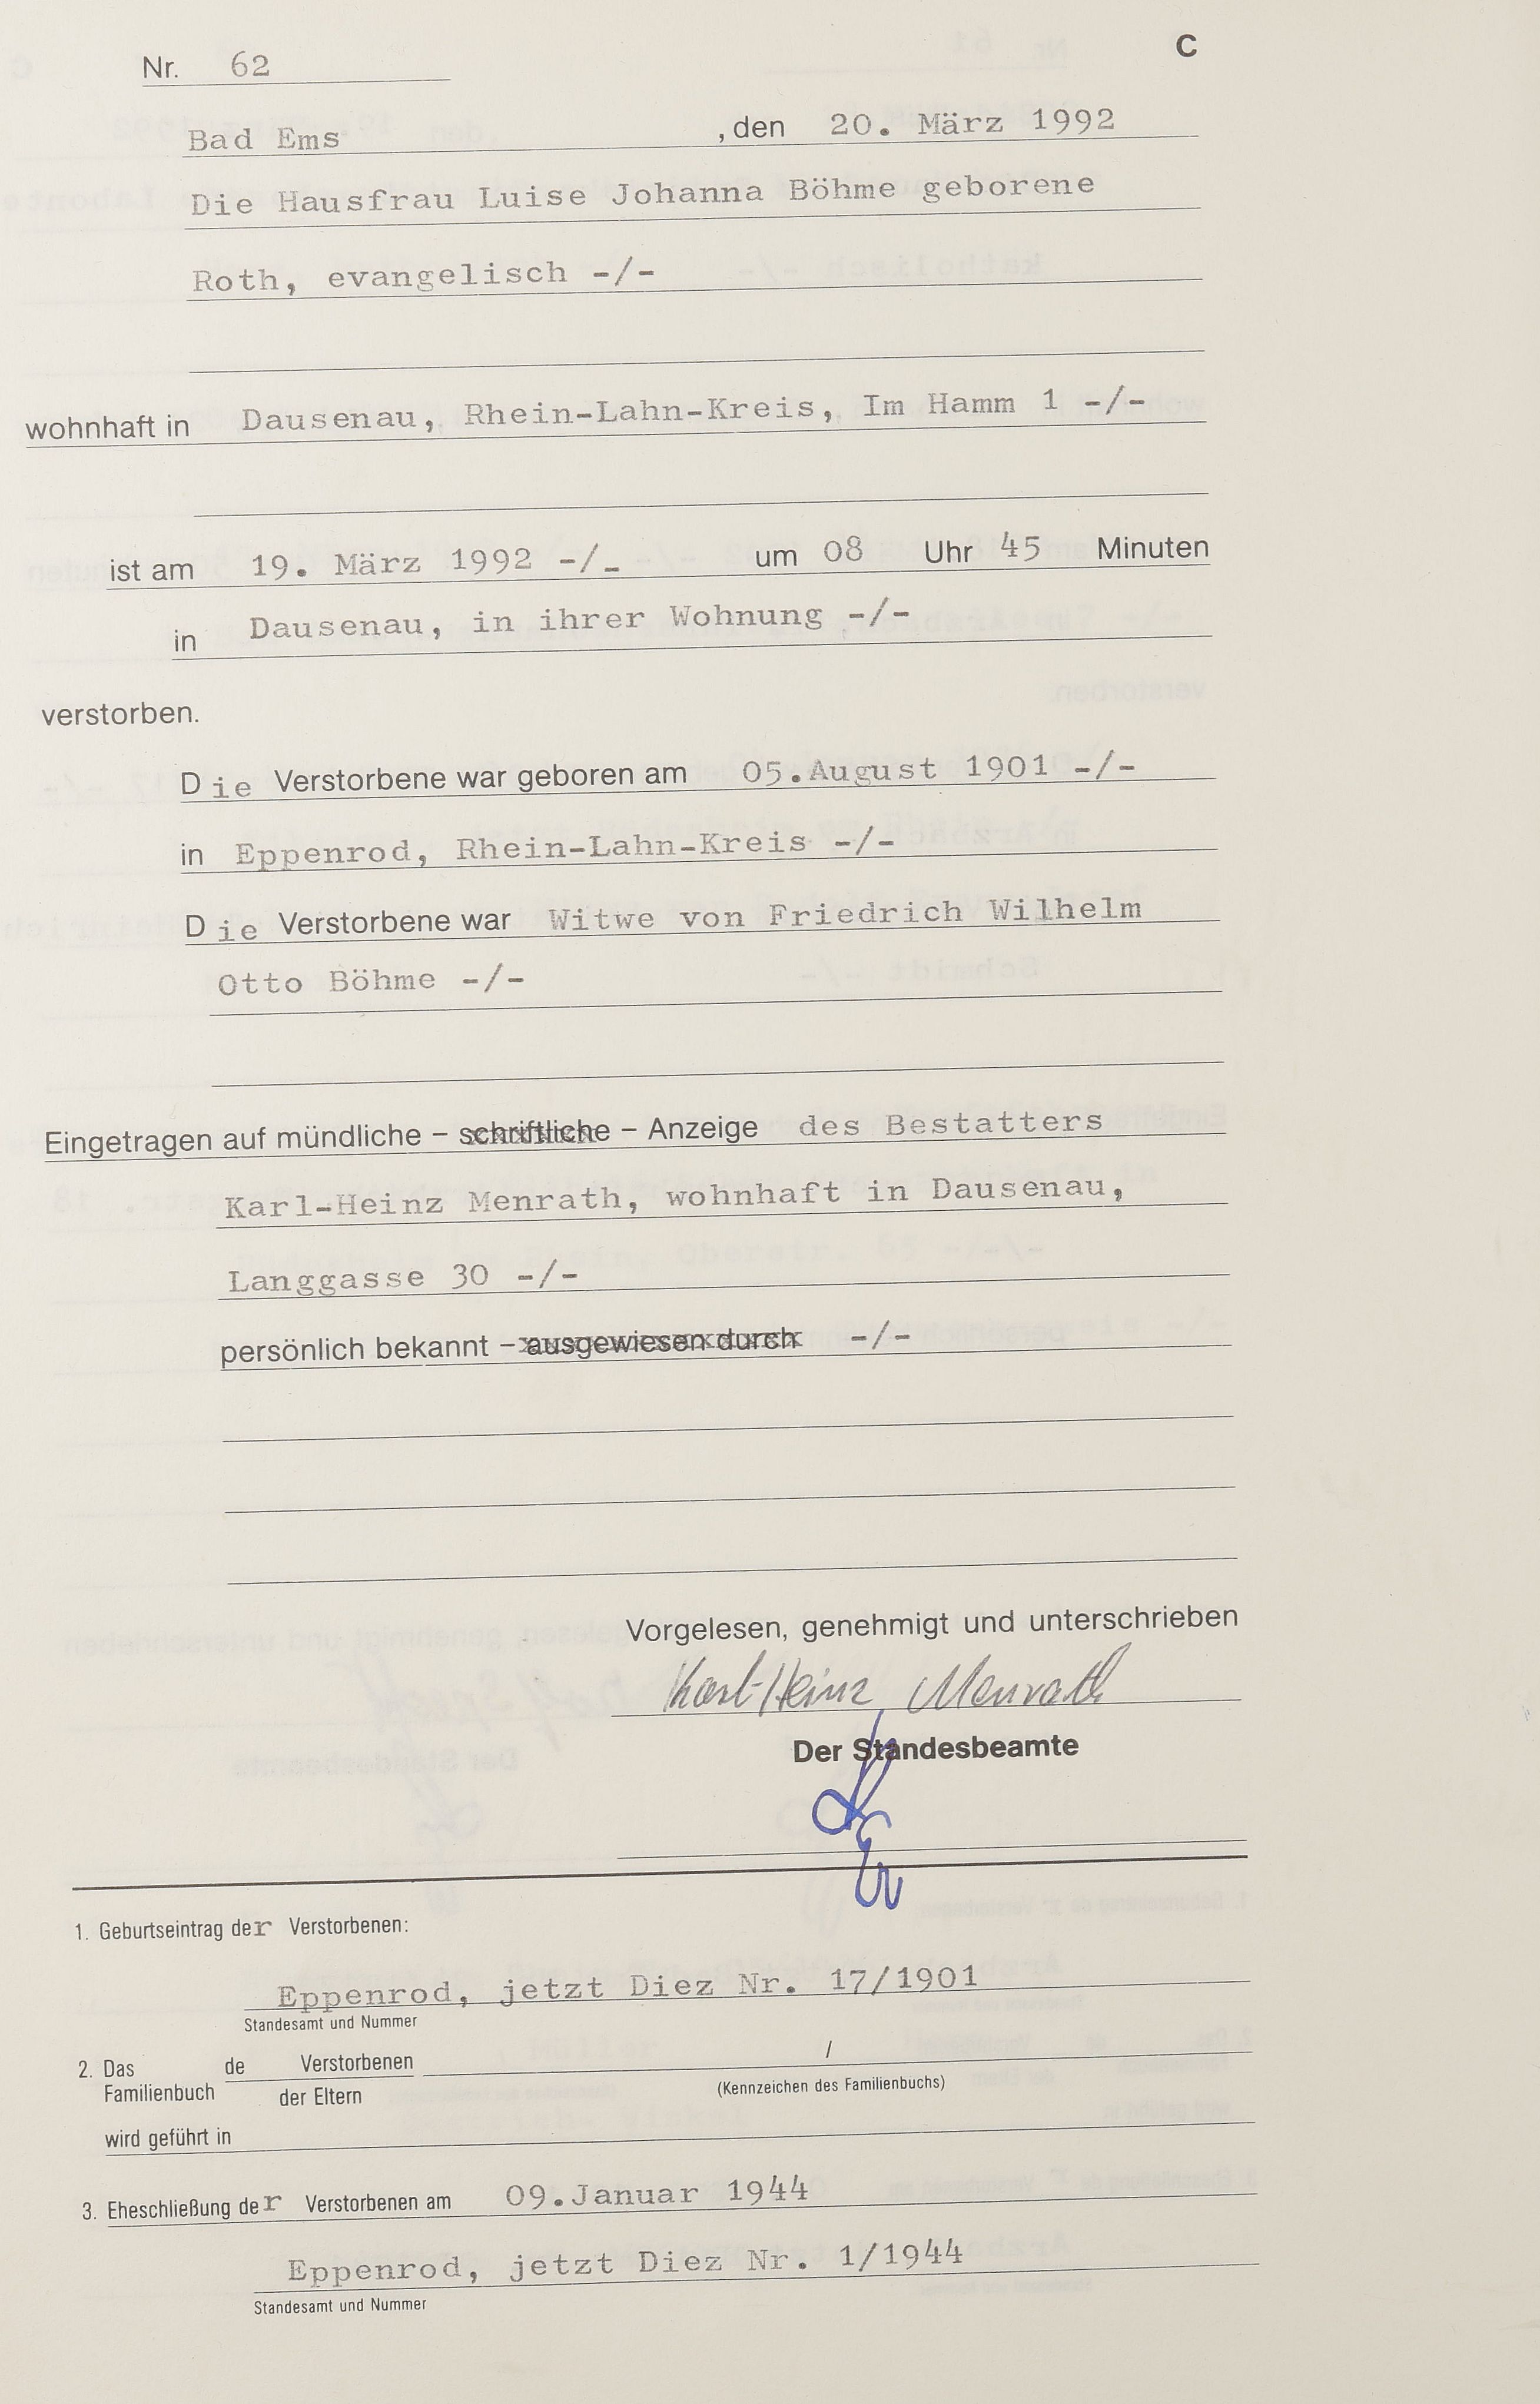 Nr. 62
C
Bad Ems , den 20. März 1992
Die Hausfrau Luise Johanna Böhme geborene
Roth, evangelisch -/-
wohnhaft in Dausenau, Rhein-Lahn-Kreis, Im Hamm 1 -/-
ist am 19. März 1992 -/- um 08 Uhr 45 Minuten
in Dausenau, in ihrer Wohnung -/-
verstorben.
Die Verstorbene war geboren am 05.August 1901 -/-
in Eppenrod, Rhein-Lahn-Kreis -/-
Die Verstorbene war Witwe von Friedrich Wilhelm
Otto Böhme -/-
Eingetragen auf mündliche – schriftliche – Anzeige des Bestatters
Karl-Heinz Menrath, wohnhaft in Dausenau,
Langgasse 30 -/-
persönlich bekannt – ausgewiesen durch -/-
Vorgelesen, genehmigt und unterschrieben
Karl-Heinz Menrath
Der Standesbeamte
1. Geburtseintrag der Verstorbenen:
Eppenrod, jetzt Diez Nr. 17/1901
Standesamt und Nummer
2. Das de Verstorbenen /
Familienbuch der Eltern (Kennzeichen des Familienbuchs)
wird geführt in
3. Eheschließung der Verstorbenen am 09.Januar 1944
Eppenrod, jetzt Diez Nr. 1/1944
Standesamt und Nummer